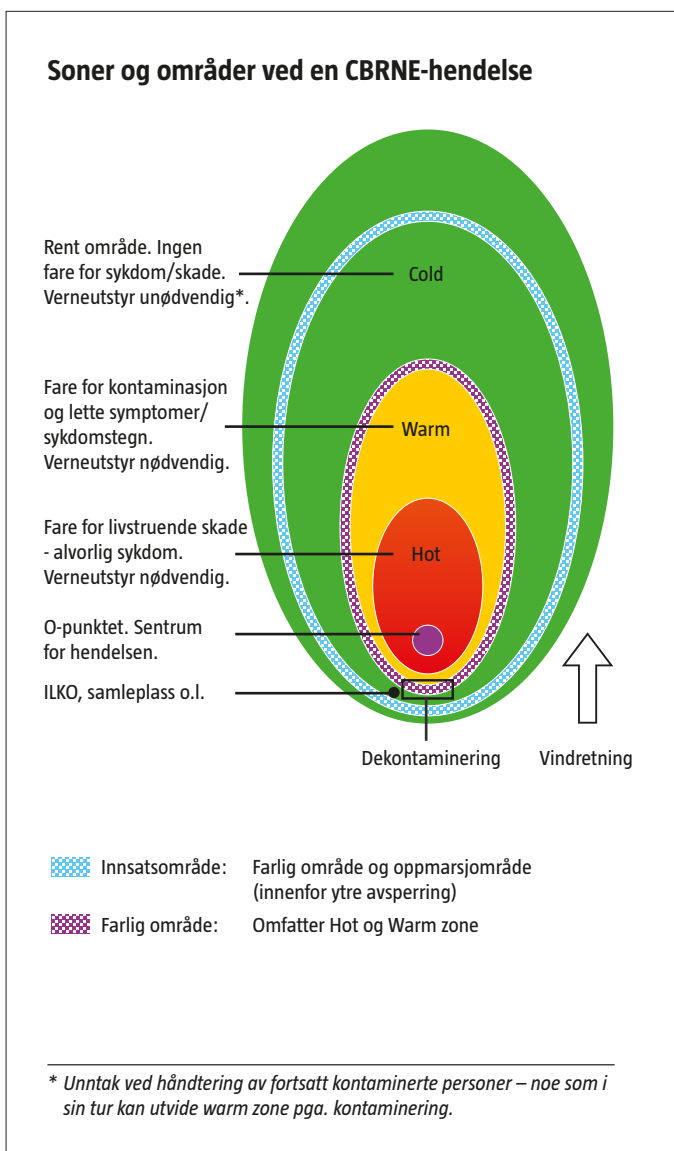 Soner og områder ved en CBRNE-hendelse
Rent område. Ingen
fare for sykdom/skade.
Verneutstyr unødvendig*.
Cold
Fare for kontaminasjon
og lette symptomer/
sykdomstegn.
Verneutstyr nødvendig.
Warm
Fare for livstruende skade
- alvorlig sykdom.
Verneutstyr nødvendig.
Hot
O-punktet. Sentrum
for hendelsen.
ILKO, samleplass o.l.
Dekontaminering
Vindretning
Innsatsområde: Farlig område og oppmarsjområde
(innenfor ytre avsperring)
Farlig område: Omfatter Hot og Warm zone
* Unntak ved håndtering av fortsatt kontaminerte personer – noe som i
sin tur kan utvide warm zone pga. kontaminering.